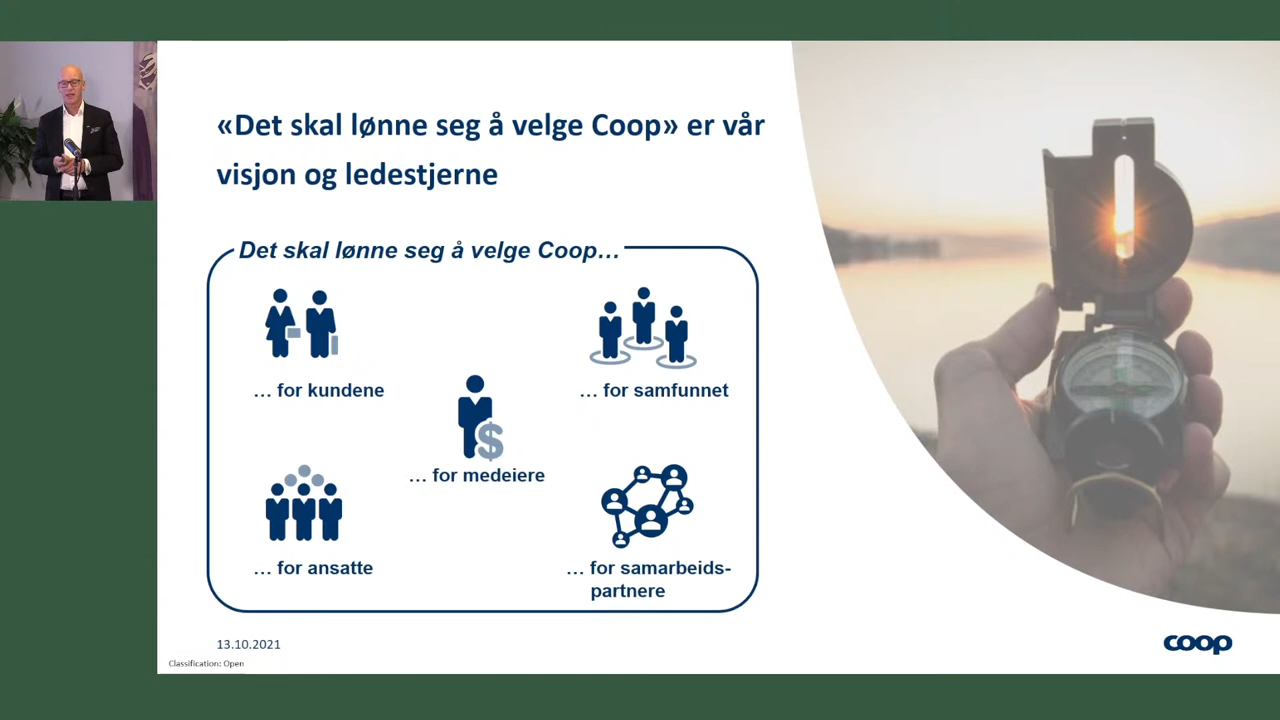 «Det skal lønne seg å velge Coop» er vår
visjon og ledestjerne
Det skal lønne seg å velge Coop...
... for kundene
... for samfunnet
... for medeiere
... for ansatte
... for samarbeids-
partnere
13.10.2021
Classification: Open
coop